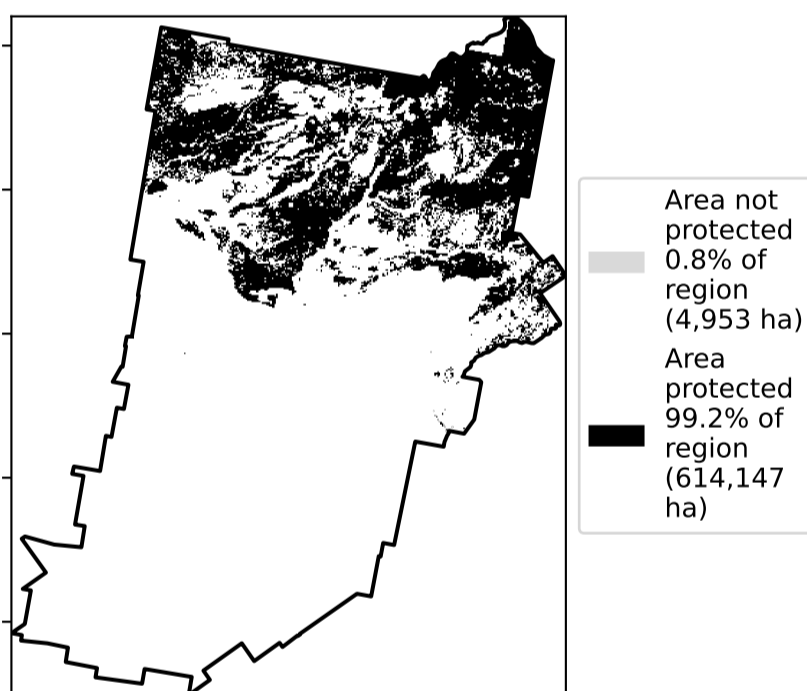 Area not
protected
0.8% of
region
(4,953 ha)
Area
protected
99.2% of
region
(614,147
ha)